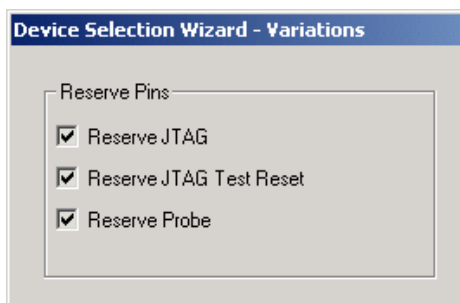 Device Selection Wizard - Variations
Reserve Pins
Reserve JTAG
Reserve JTAG Test Reset
Reserve Probe